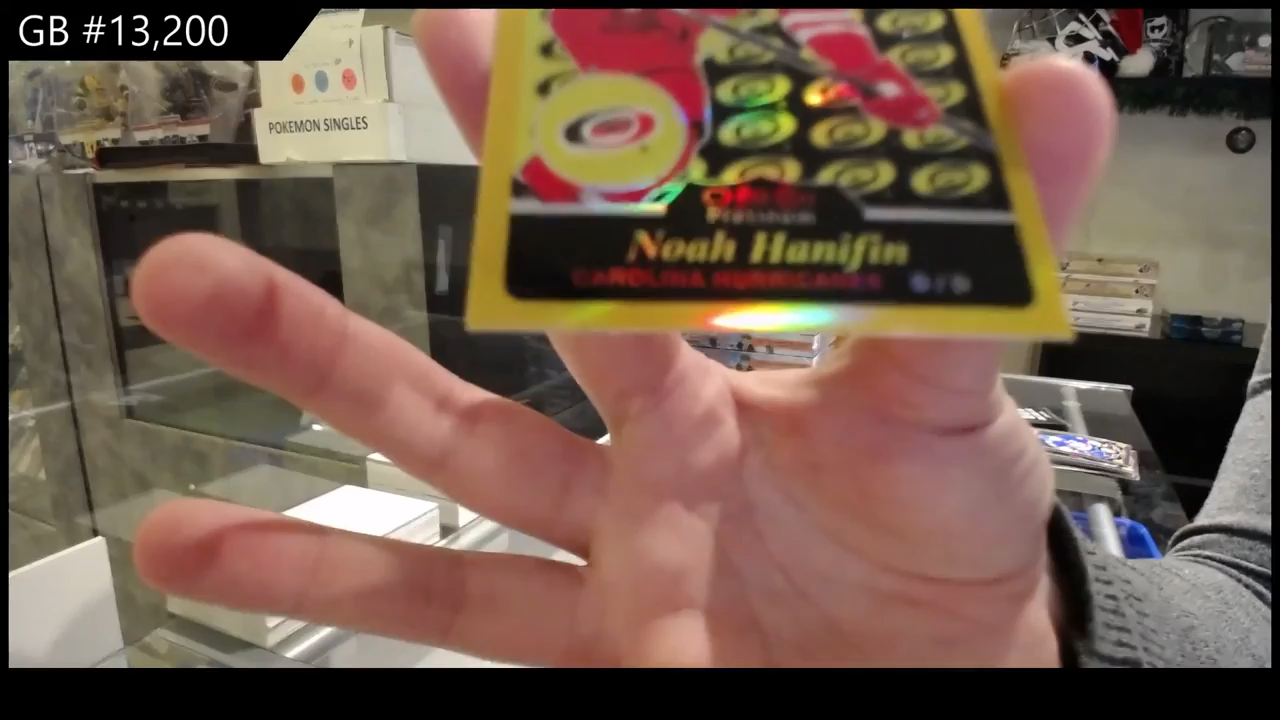 GB #13,200
POKEMON SINGLES
Platinum
Noah Hanifin
CAROLINA HURRICANES